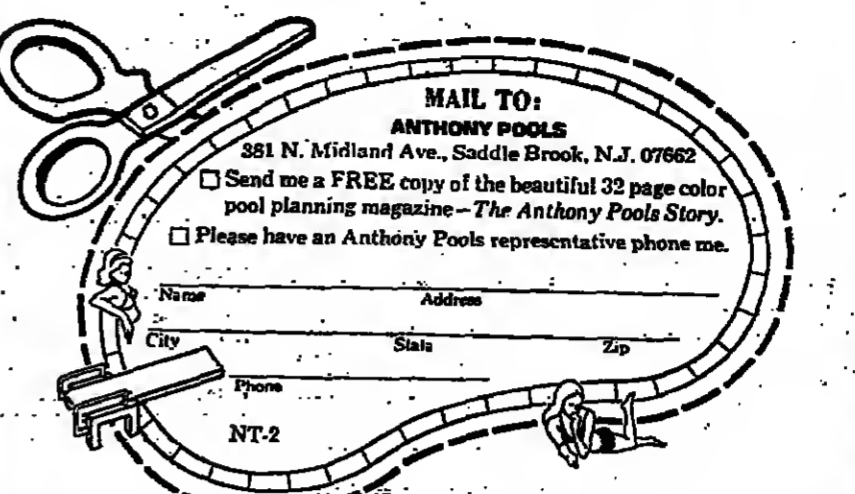 MAIL TO:
ANTHONY POOLS
381 N. Midland Ave., Saddle Brook, N.J. 07662
☐ Send me a FREE copy of the beautiful 32 page color
pool planning magazine – The Anthony Pools Story.
☐ Please have an Anthony Pools representative phone me.
Name Address
City State Zip
Phone
NT-2